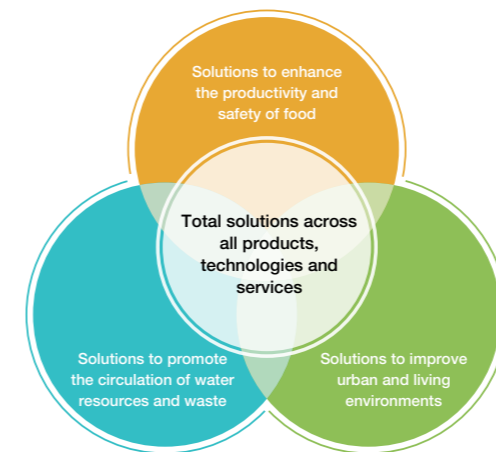 Solutions to enhance
the productivity and
safety of food
Total solutions across
all products,
technologies and
services
Solutions to promote
the circulation of water
resources and waste
Solutions to improve
urban and living
environments